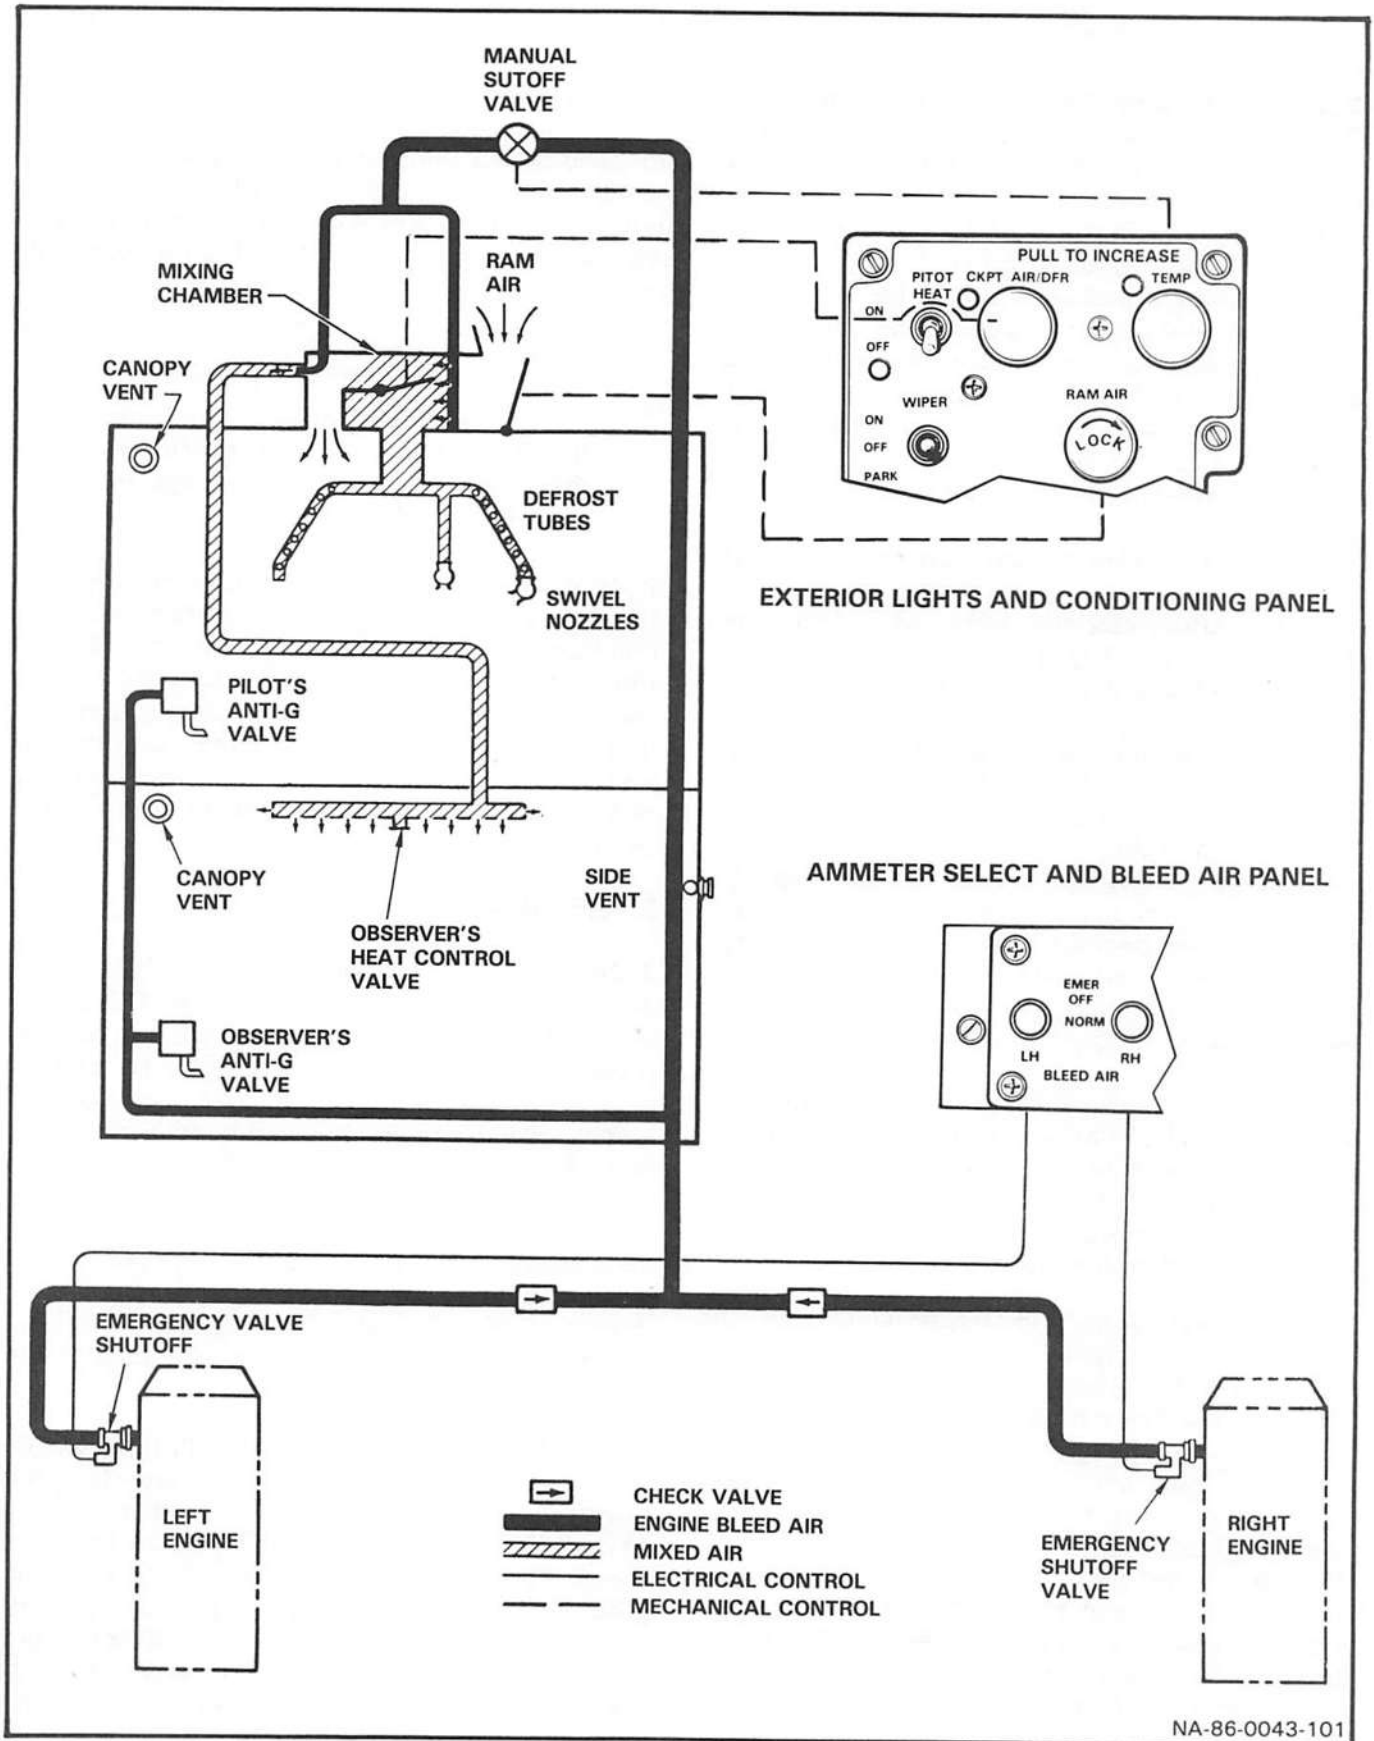 MANUAL
SUTOFF
VALVE
MIXING
CHAMBER
RAM
AIR
CANOPY
VENT
PULL TO INCREASE
PITOT
HEAT
CKPT AIR/DFR
TEMP
ON
OFF
WIPER
ON
OFF
PARK
RAM AIR
LOCK
DEFROST
TUBES
SWIVEL
NOZZLES
EXTERIOR LIGHTS AND CONDITIONING PANEL
PILOT'S
ANTI-G
VALVE
CANOPY
VENT
OBSERVER'S
HEAT CONTROL
VALVE
SIDE
VENT
AMMETER SELECT AND BLEED AIR PANEL
EMER
OFF
NORM
LH
RH
BLEED AIR
OBSERVER'S
ANTI-G
VALVE
EMERGENCY VALVE
SHUTOFF
LEFT
ENGINE
CHECK VALVE
ENGINE BLEED AIR
MIXED AIR
ELECTRICAL CONTROL
MECHANICAL CONTROL
EMERGENCY
SHUTOFF
VALVE
RIGHT
ENGINE
NA-86-0043-101